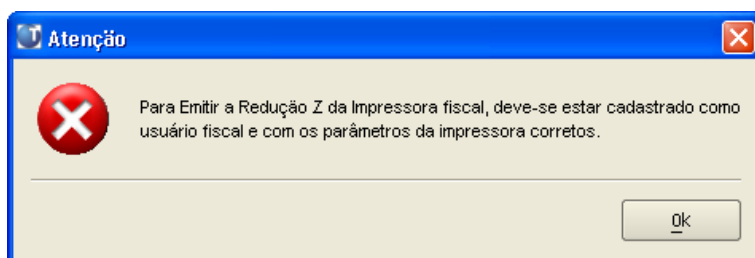 Atenção
Para Emitir a Redução Z da Impressora fiscal, deve-se estar cadastrado como
usuário fiscal e com os parâmetros da impressora corretos.
Ok